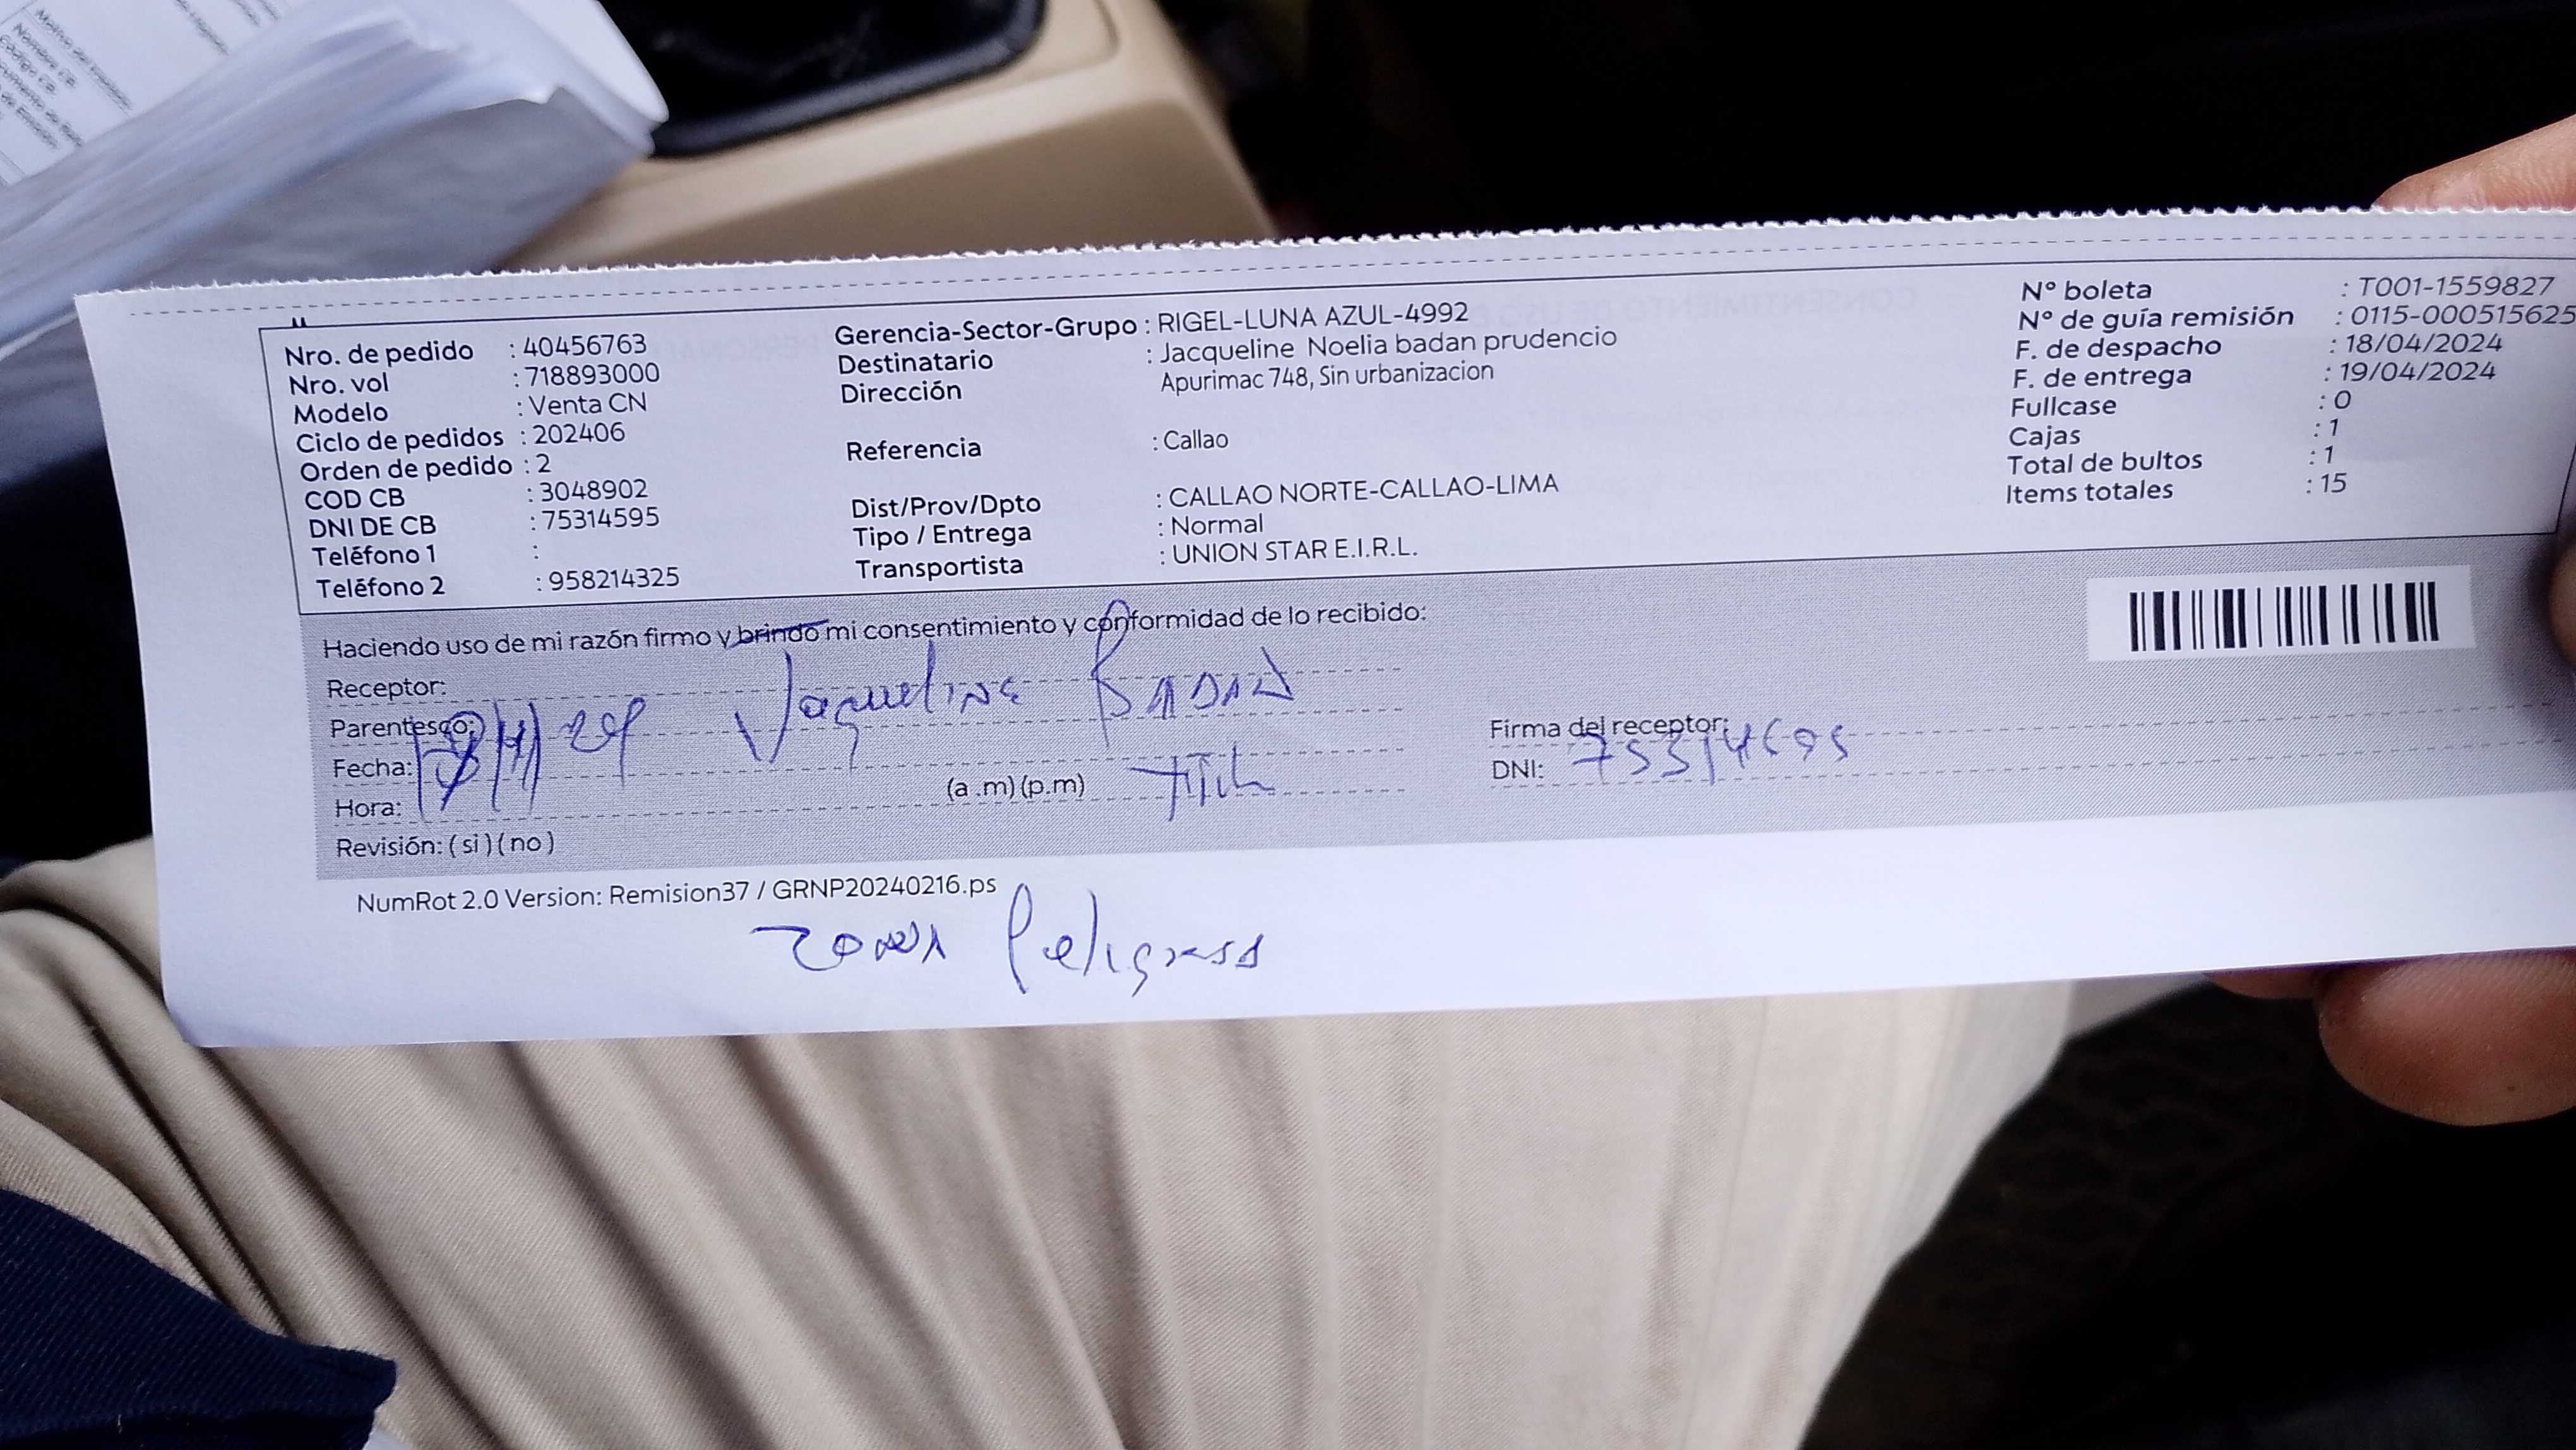 Nro. de pedido : 40456763
Nro. vol : 718893000
Modelo : Venta CN
Ciclo de pedidos : 202406
Orden de pedido : 2
COD CB : 3048902
DNI DE CB : 75314595
Teléfono 1 :
Teléfono 2 : 958214325
Gerencia-Sector-Grupo : RIGEL-LUNA AZUL-4992
Destinatario : Jacqueline Noelia badan prudencio
Dirección Apurimac 748, Sin urbanizacion
Referencia : Callao
Dist/Prov/Dpto : CALLAO NORTE-CALLAO-LIMA
Tipo / Entrega : Normal
Transportista : UNION STAR E.I.R.L.
N° boleta : T001-1559827
N° de guía remisión : 0115-000515625
F. de despacho : 18/04/2024
F. de entrega : 19/04/2024
Fullcase : 0
Cajas : 1
Total de bultos : 1
Items totales : 15
Haciendo uso de mi razón firmo y brindo mi consentimiento y conformidad de lo recibido:
Receptor: Jaqueline BADAN
Parentesco:
Fecha:
Hora: (a .m) (p.m) TITL
Revisión: ( si ) ( no )
Firma del receptor:
DNI: 75314595
NumRot 2.0 Version: Remision37 / GRNP20240216.ps
zona Peligrosa